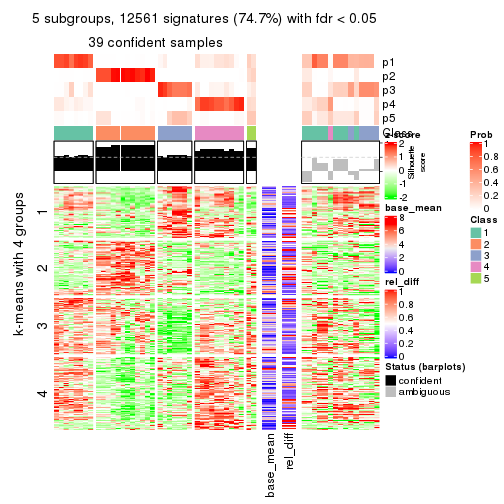 5 subgroups, 12561 signatures (74.7%) with fdr < 0.05
39 confident samples
p1
p2
p3
p4
p5
Class
Silhouette
score
k-means with 4 groups
1
2
3
4
base_mean
rel_diff
z-score
2
1
0
-1
-2
base_mean
8
6
4
2
0
rel_diff
1
0.8
0.6
0.4
0.2
0
Status (barplots)
confident
ambiguous
Prob
1
0.8
0.6
0.4
0.2
0
Class
1
2
3
4
5